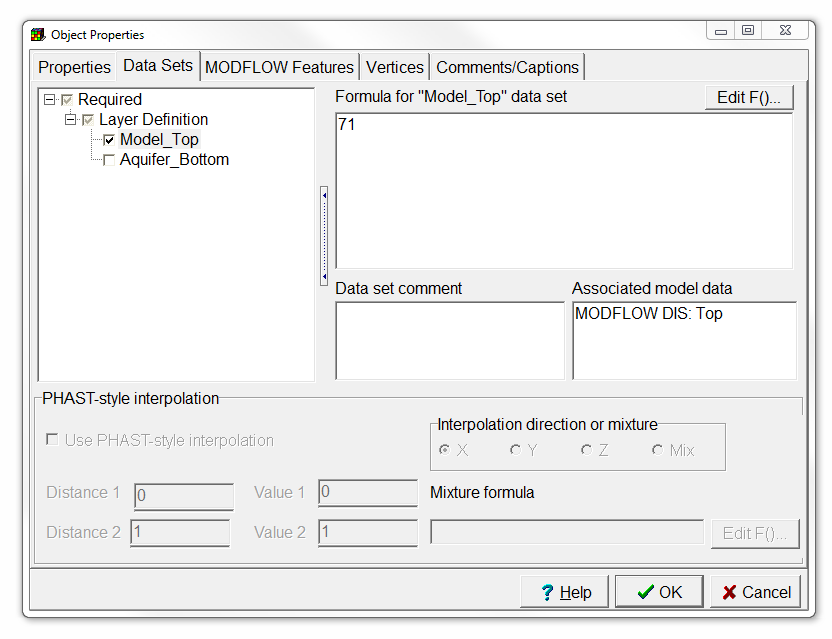 Object Properties
Properties Data Sets MODFLOW Features Vertices Comments/Captions
Required
Layer Definition
Model_Top
Aquifer_Bottom
Formula for "Model_Top" data set Edit F()...
71
Data set comment Associated model data
MODFLOW DIS: Top
PHAST-style interpolation
Use PHAST-style interpolation
Interpolation direction or mixture
X Y Z Mix
Distance 1 0 Value 1 0 Mixture formula
Distance 2 1 Value 2 1 Edit F()...
? Help OK Cancel